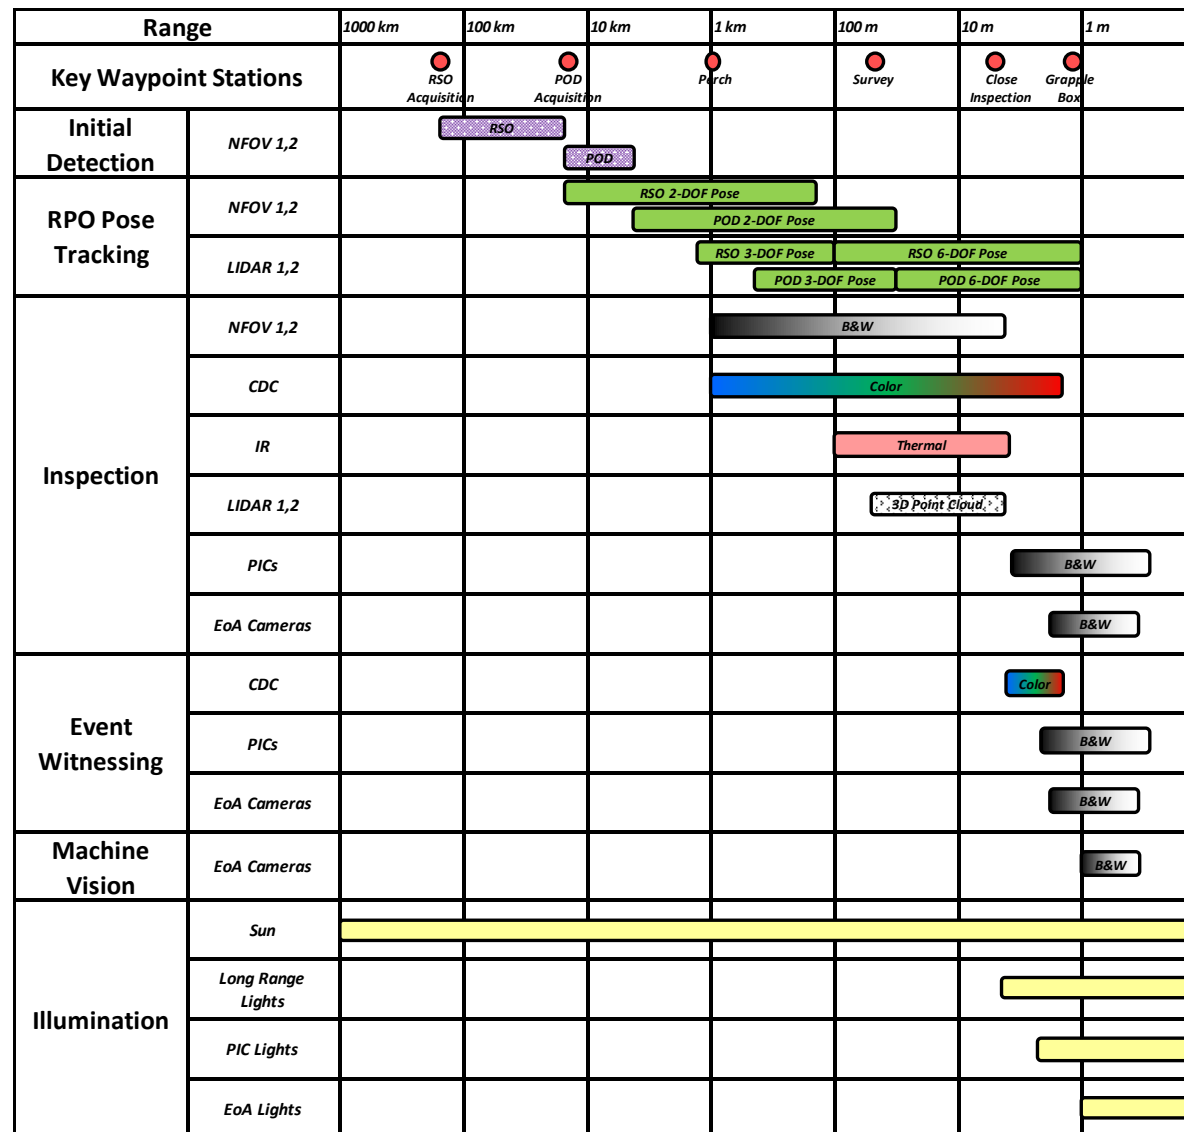 Range
1000 km
100 km
10 km
1 km
100 m
10 m
1 m
Key Waypoint Stations
RSO
Acquisition
POD
Acquisition
Perch
Survey
Close
Inspection
Grapple
Box
Initial
Detection
NFOV 1,2
RSO
POD
RPO Pose
Tracking
NFOV 1,2
RSO 2-DOF Pose
POD 2-DOF Pose
LIDAR 1,2
RSO 3-DOF Pose
RSO 6-DOF Pose
POD 3-DOF Pose
POD 6-DOF Pose
Inspection
NFOV 1,2
B&W
CDC
Color
IR
Thermal
LIDAR 1,2
3D Point Cloud
PICs
B&W
EoA Cameras
B&W
Event
Witnessing
CDC
Color
PICs
B&W
EoA Cameras
B&W
Machine
Vision
EoA Cameras
B&W
Illumination
Sun
Long Range
Lights
PIC Lights
EoA Lights